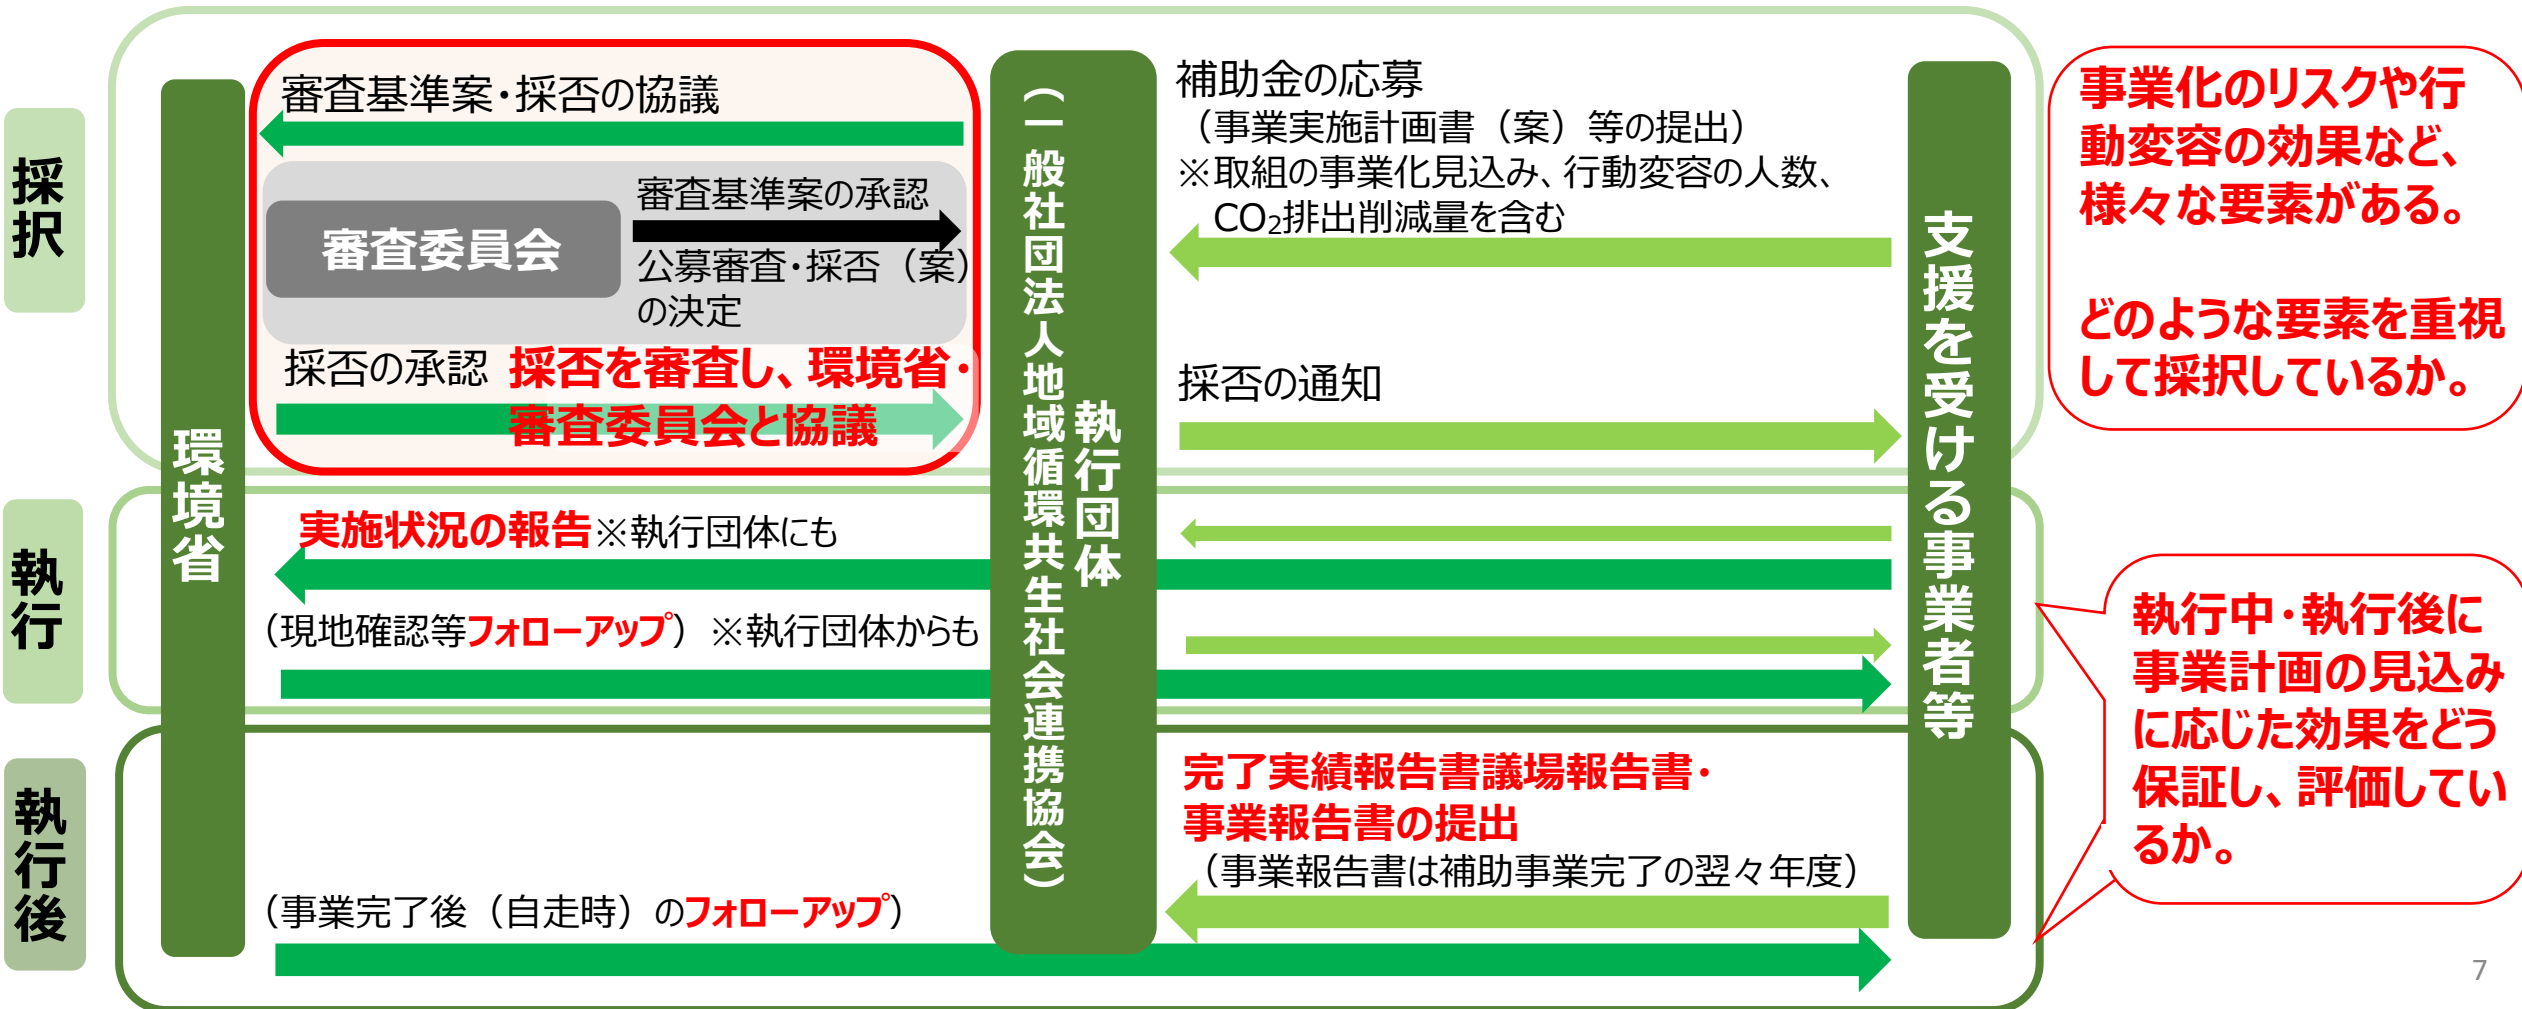 採択
審査基準案・採否の協議
審査委員会
審査基準案の承認
公募審査・採否（案）
の決定
採否の承認
採否を審査し、環境省・
審査委員会と協議
環境省
執行団体
（一般社団法人地域循環共生社会連携協会）
補助金の応募
（事業実施計画書（案）等の提出）
※取組の事業化見込み、行動変容の人数、
CO2排出削減量を含む
採否の通知
支援を受ける事業者等
事業化のリスクや行
動変容の効果など、
様々な要素がある。
どのような要素を重視
して採択しているか。
執行
実施状況の報告※執行団体にも
（現地確認等フォローアップ）※執行団体からも
執行中・執行後に
事業計画の見込み
に応じた効果をどう
保証し、評価してい
るか。
執行後
完了実績報告書議場報告書・
事業報告書の提出
（事業報告書は補助事業完了の翌々年度）
（事業完了後（自走時）のフォローアップ）
7